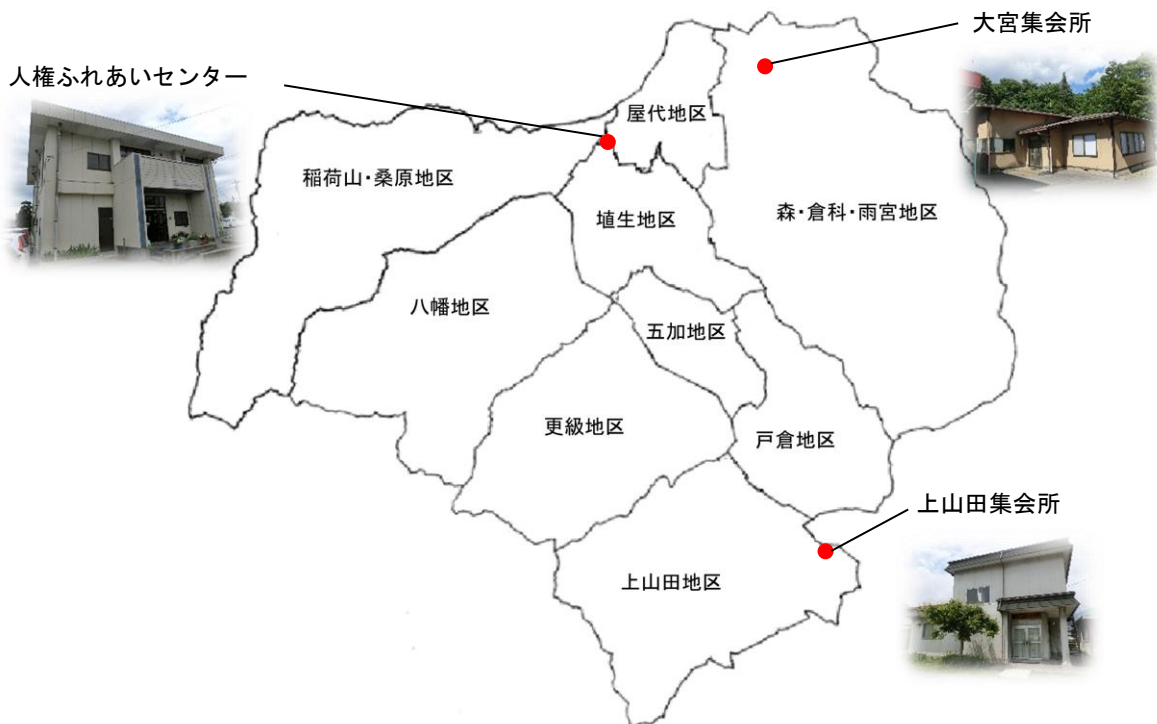 大宮集会所
人権ふれあいセンター
屋代地区
稲荷山・桑原地区
埴生地区
森・倉科・雨宮地区
八幡地区
五加地区
更級地区
戸倉地区
上山田集会所
上山田地区